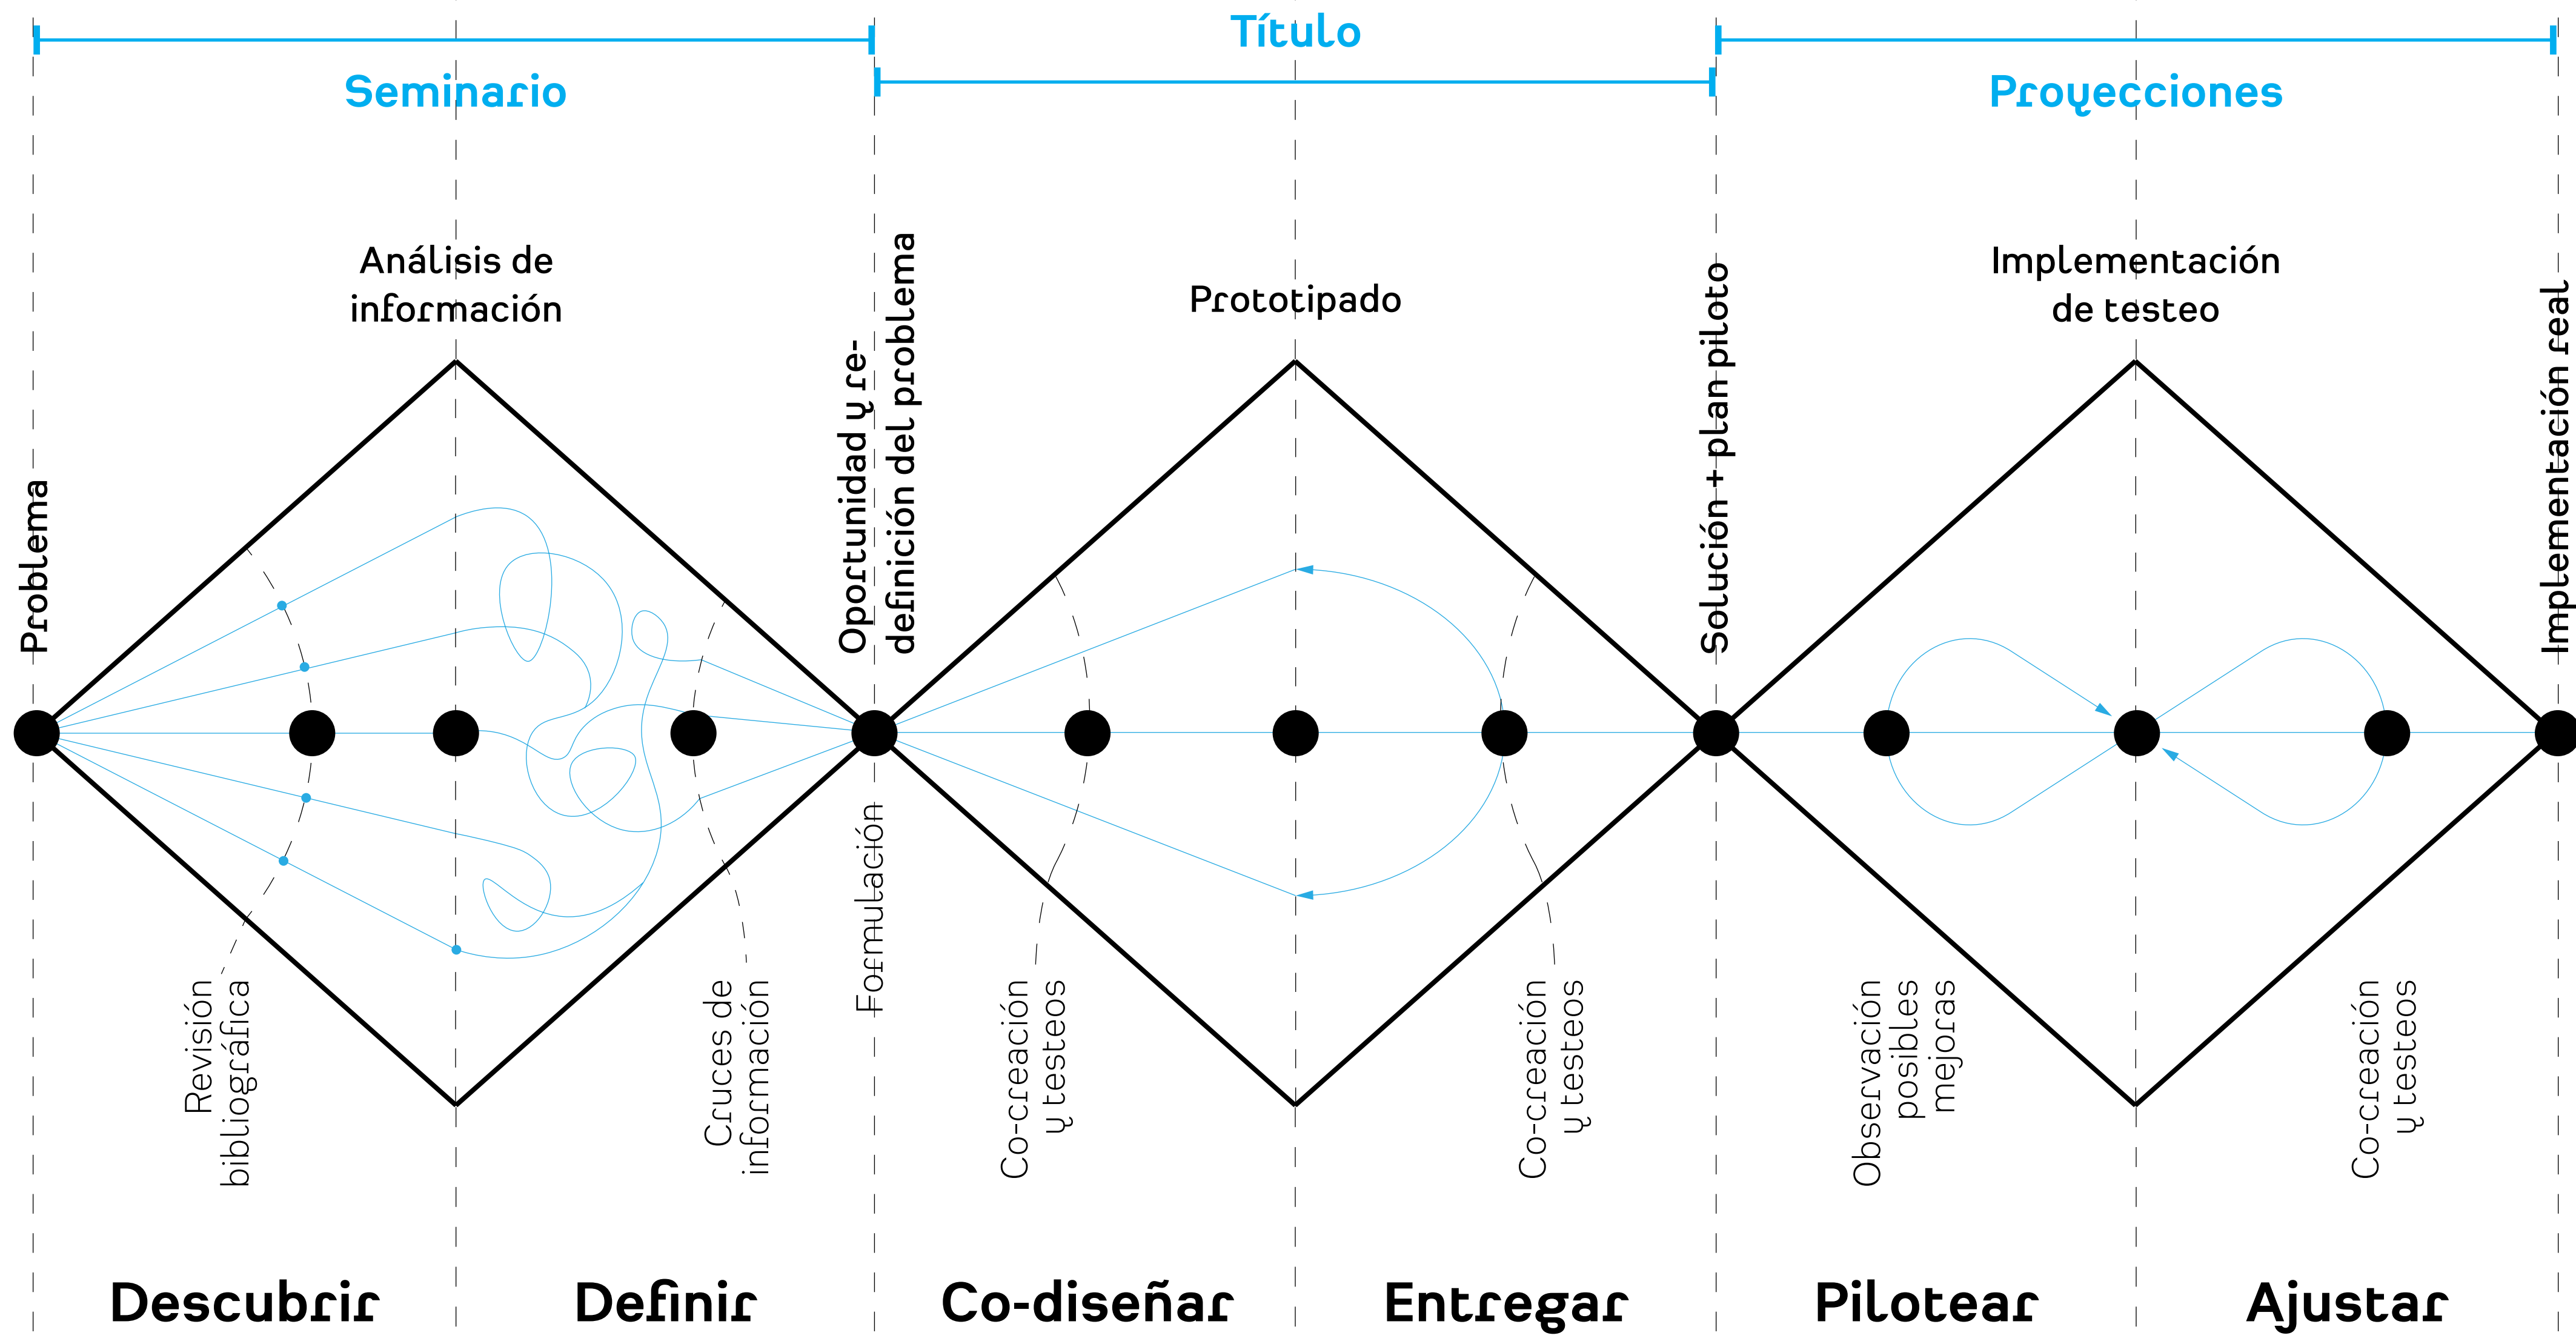 Seminario
Título
Proyecciones
Análisis de
información
Prototipado
Implementación
de testeo
Problema
Oportunidad y re-
definición del problema
Solución + plan piloto
Implementación real
Revisión
bibliográfica
Cruces de
información
Formulación
Co-creación
y testeos
Co-creación
y testeos
Observación
posibles
mejoras
Co-creación
y testeos
Descubrir
Definir
Co-diseñar
Entregar
Pilotear
Ajustar